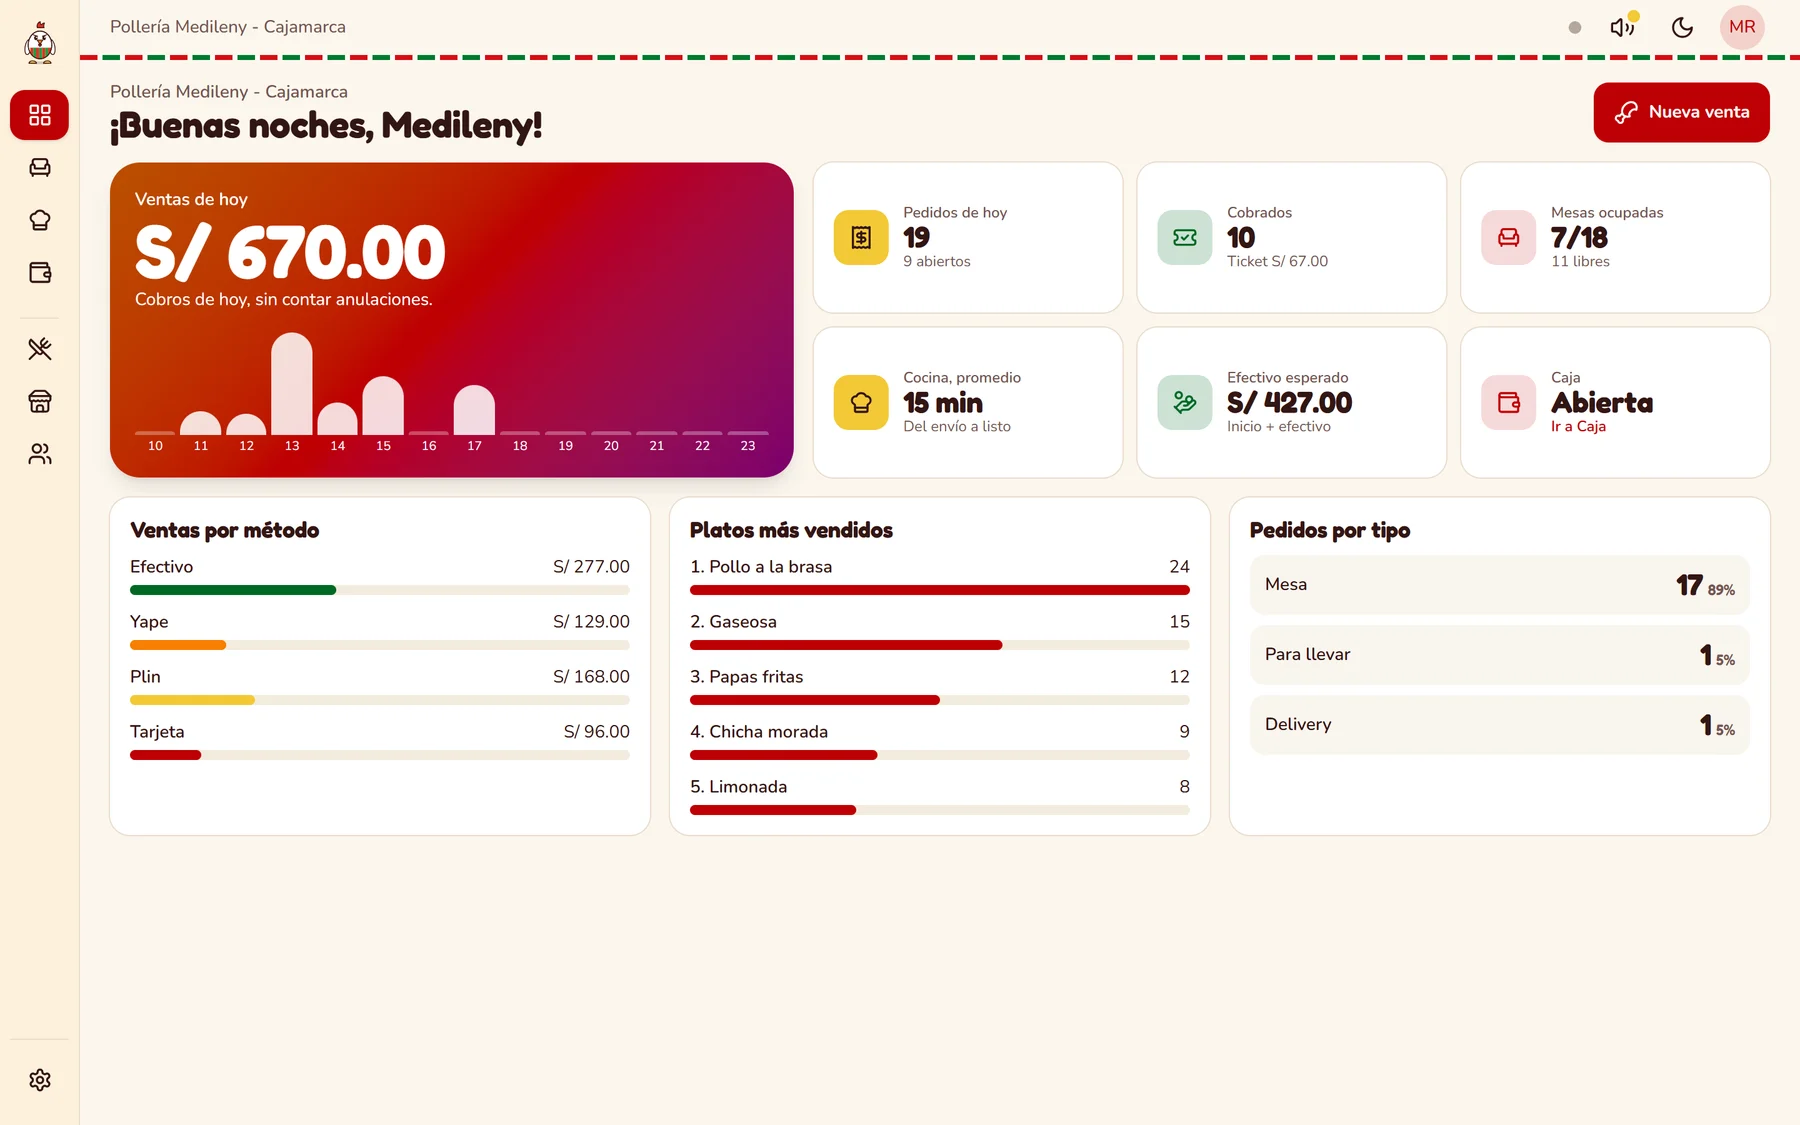 Pollería Medileny - Cajamarca
MR
Pollería Medileny - Cajamarca
¡Buenas noches, Medileny!
Nueva venta
Ventas de hoy
S/ 670.00
Cobros de hoy, sin contar anulaciones.
10 11 12 13 14 15 16 17 18 19 20 21 22 23
Pedidos de hoy
19
9 abiertos
Cobrados
10
Ticket S/ 67.00
Mesas ocupadas
7/18
11 libres
Cocina, promedio
15 min
Del envío a listo
Efectivo esperado
S/ 427.00
Inicio + efectivo
Caja
Abierta
Ir a Caja
Ventas por método
Efectivo S/ 277.00
Yape S/ 129.00
Plin S/ 168.00
Tarjeta S/ 96.00
Platos más vendidos
1. Pollo a la brasa 24
2. Gaseosa 15
3. Papas fritas 12
4. Chicha morada 9
5. Limonada 8
Pedidos por tipo
Mesa 17 89%
Para llevar 1 5%
Delivery 1 5%